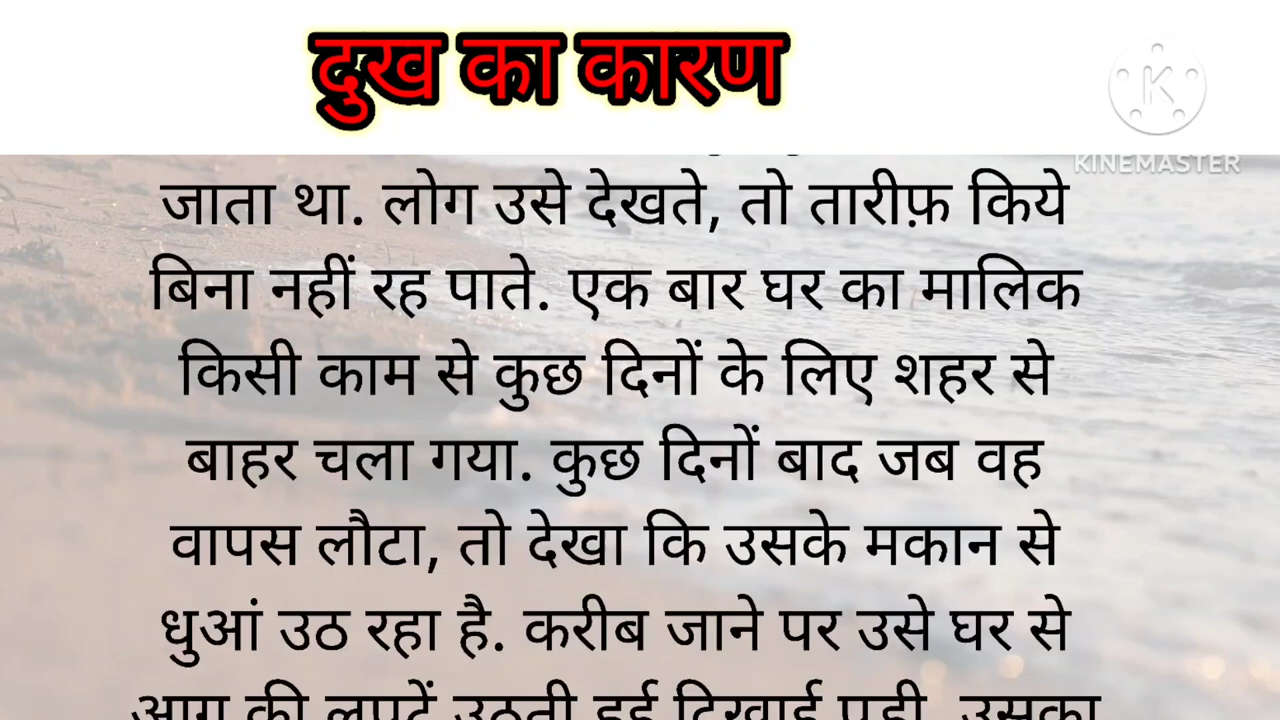 दुख का कारण
KINEMASTER
जाता था. लोग उसे देखते, तो तारीफ़ किये
बिना नहीं रह पाते. एक बार घर का मालिक
किसी काम से कुछ दिनों के लिए शहर से
बाहर चला गया. कुछ दिनों बाद जब वह
वापस लौटा, तो देखा कि उसके मकान से
धुआं उठ रहा है. करीब जाने पर उसे घर से
आग की लपटें उठती हुई दिखाई पड़ी. उसका